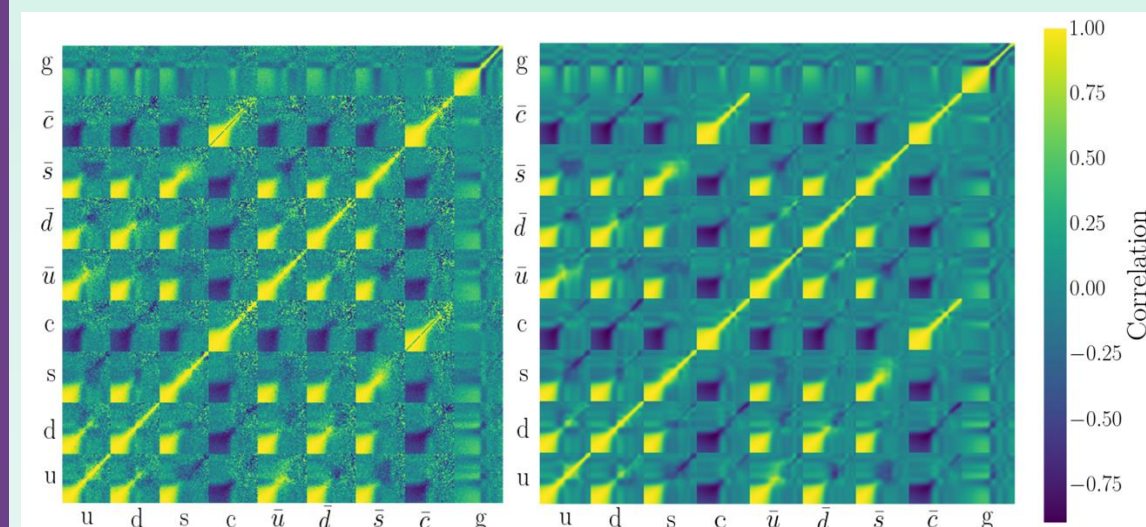 g
c̄
s̄
d̄
ū
c
s
d
u
u d s c ū d̄ s̄ c̄ g
g
c̄
s̄
d̄
ū
c
s
d
u
u d s c ū d̄ s̄ c̄ g
1.00
0.75
0.50
0.25
0.00
−0.25
−0.50
−0.75
Correlation